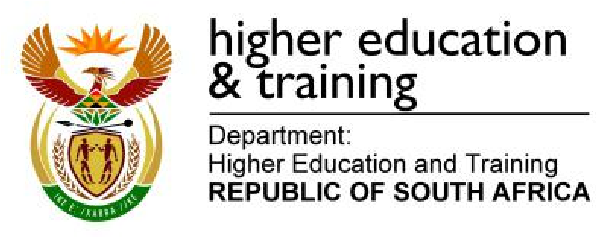 higher education
& training
Department:
Higher Education and Training
REPUBLIC OF SOUTH AFRICA